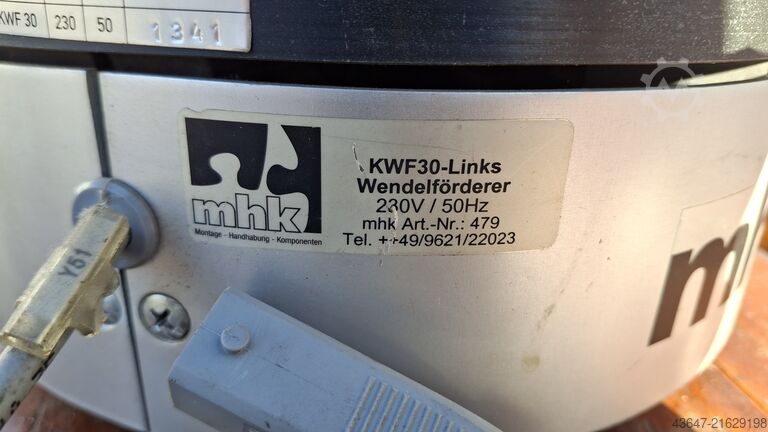 KWF 30 230 50 1341
mhk
Montage - Handhabung - Komponenten
KWF30-Links
Wendelförderer
230V / 50Hz
mhk Art.-Nr.: 479
Tel. ++49/9621/22023
Y51
m
43647-21629198